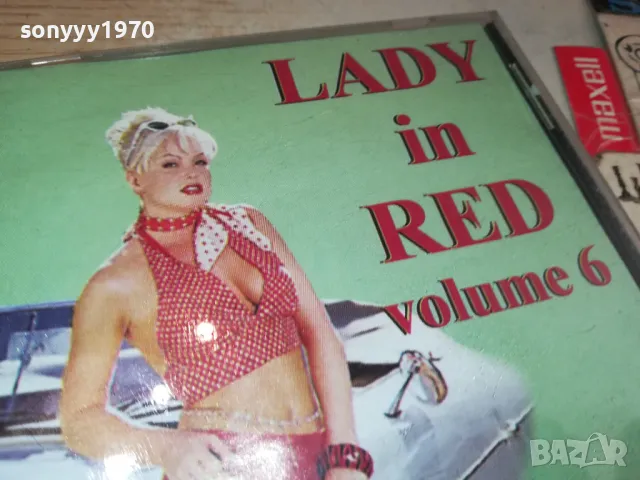 sonyyy1970
LADY
in
RED
volume 6
maxell
BAZAR